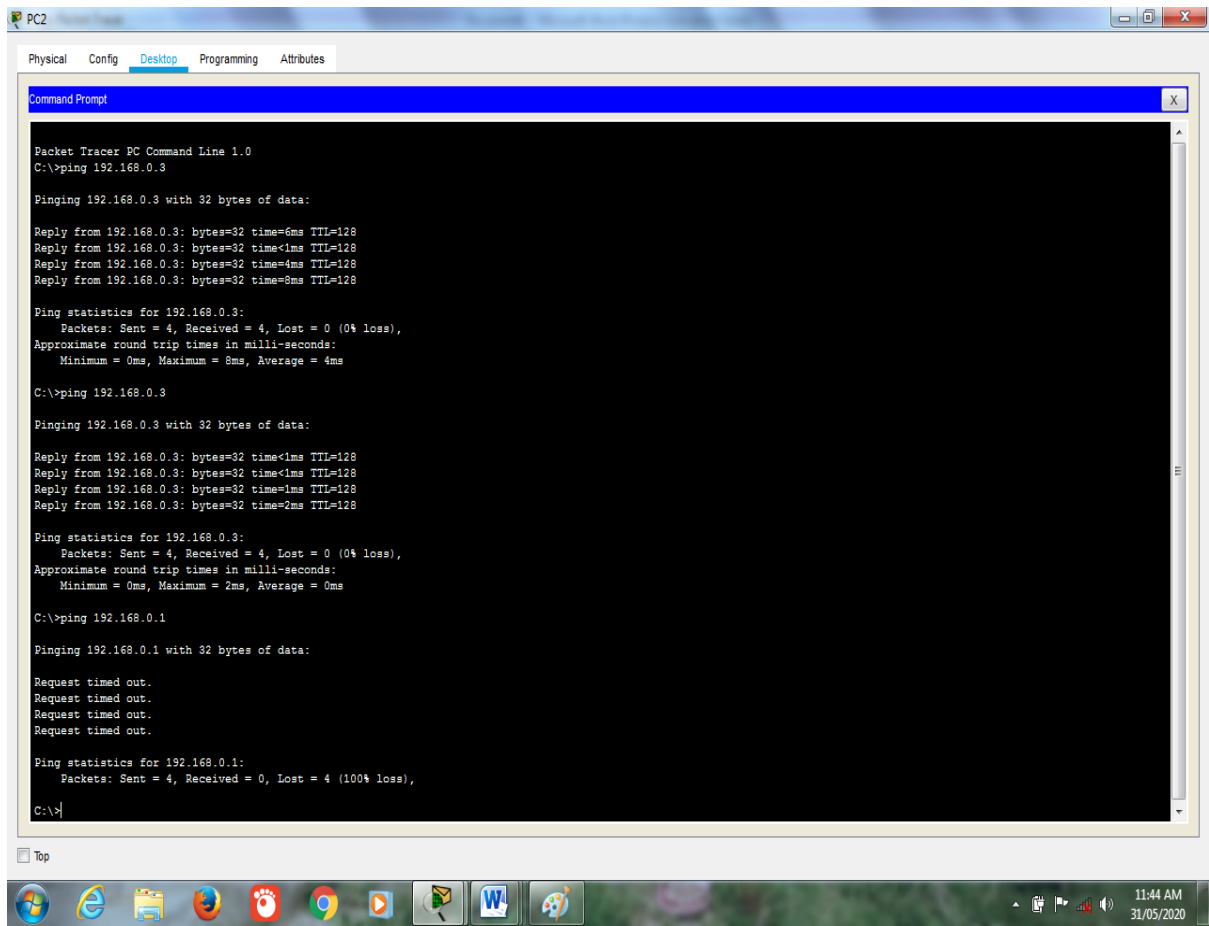 PC2
Physical Config Desktop Programming Attributes
Command Prompt
X
Packet Tracer PC Command Line 1.0
C:\>ping 192.168.0.3
Pinging 192.168.0.3 with 32 bytes of data:
Reply from 192.168.0.3: bytes=32 time=6ms TTL=128
Reply from 192.168.0.3: bytes=32 time<1ms TTL=128
Reply from 192.168.0.3: bytes=32 time=4ms TTL=128
Reply from 192.168.0.3: bytes=32 time=8ms TTL=128
Ping statistics for 192.168.0.3:
Packets: Sent = 4, Received = 4, Lost = 0 (0% loss),
Approximate round trip times in milli-seconds:
Minimum = 0ms, Maximum = 8ms, Average = 4ms
C:\>ping 192.168.0.3
Pinging 192.168.0.3 with 32 bytes of data:
Reply from 192.168.0.3: bytes=32 time<1ms TTL=128
Reply from 192.168.0.3: bytes=32 time<1ms TTL=128
Reply from 192.168.0.3: bytes=32 time=1ms TTL=128
Reply from 192.168.0.3: bytes=32 time=2ms TTL=128
Ping statistics for 192.168.0.3:
Packets: Sent = 4, Received = 4, Lost = 0 (0% loss),
Approximate round trip times in milli-seconds:
Minimum = 0ms, Maximum = 2ms, Average = 0ms
C:\>ping 192.168.0.1
Pinging 192.168.0.1 with 32 bytes of data:
Request timed out.
Request timed out.
Request timed out.
Request timed out.
Ping statistics for 192.168.0.1:
Packets: Sent = 4, Received = 0, Lost = 4 (100% loss),
C:\>
Top
11:44 AM
31/05/2020